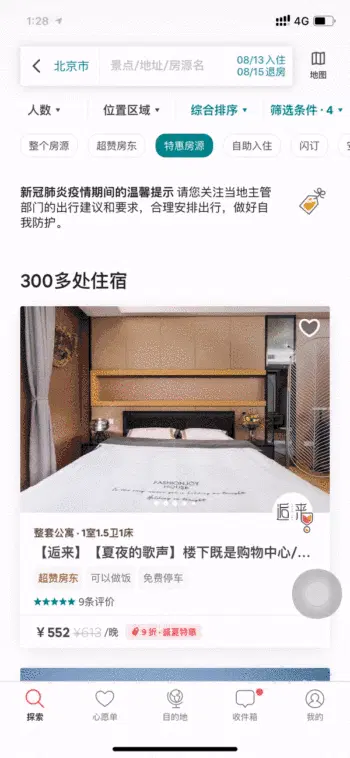 1:28
4G
北京市
景点/地址/房源名
08/13入住
08/15退房
地图
人数
位置区域
综合排序
筛选条件 · 4
整个房源
超赞房东
特惠房源
自助入住
闪订
新冠肺炎疫情期间的温馨提示 请您关注当地主管
部门的出行建议和要求，合理安排出行，做好自
我防护。
300多处住宿
FASHIONJOY
HOUSE
逅来
整套公寓 · 1室1.5卫1床
【逅来】【夏夜的歌声】楼下既是购物中心/...
超赞房东
可以做饭
免费停车
9条评价
￥552 ￥613 /晚
9 折 · 盛夏特惠
探索
心愿单
目的地
收件箱
我的